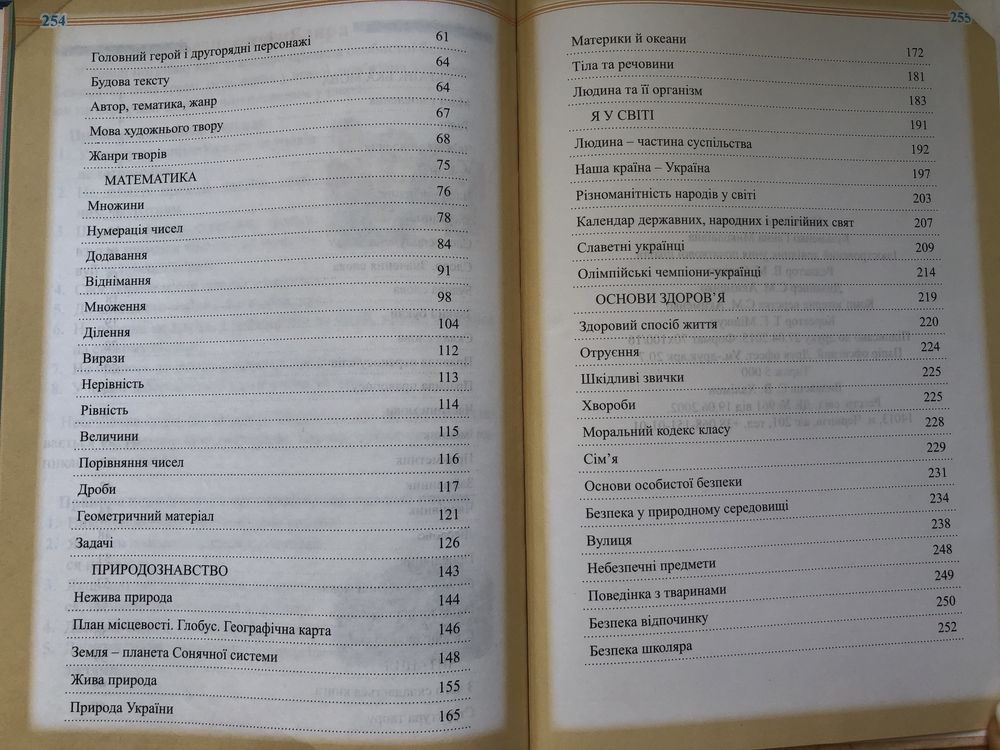 254
Головний герой і другорядні персонажі 61
Будова тексту 64
Автор, тематика, жанр 64
Мова художнього твору 67
Жанри творів 68
МАТЕМАТИКА 75
Множини 76
Нумерація чисел 78
Додавання 84
Віднімання 91
Множення 98
Ділення 104
Вирази 112
Нерівність 113
Рівність 114
Величини 115
Порівняння чисел 116
Дроби 117
Геометричний матеріал 121
Задачі 126
ПРИРОДОЗНАВСТВО 143
Нежива природа 144
План місцевості. Глобус. Географічна карта 146
Земля – планета Сонячної системи 148
Жива природа 155
Природа України 165
255
Материки й океани 172
Тіла та речовини 181
Людина та її організм 183
Я У СВІТІ 191
Людина – частина суспільства 192
Наша країна – Україна 197
Різноманітність народів у світі 203
Календар державних, народних і релігійних свят 207
Славетні українці 209
Олімпійські чемпіони-українці 214
ОСНОВИ ЗДОРОВ’Я 219
Здоровий спосіб життя 220
Отруєння 224
Шкідливі звички 225
Хвороби 225
Моральний кодекс класу 228
Сім’я 229
Основи особистої безпеки 231
Безпека у природному середовищі 234
Вулиця 238
Небезпечні предмети 248
Поведінка з тваринами 249
Безпека відпочинку 250
Безпека школяра 252